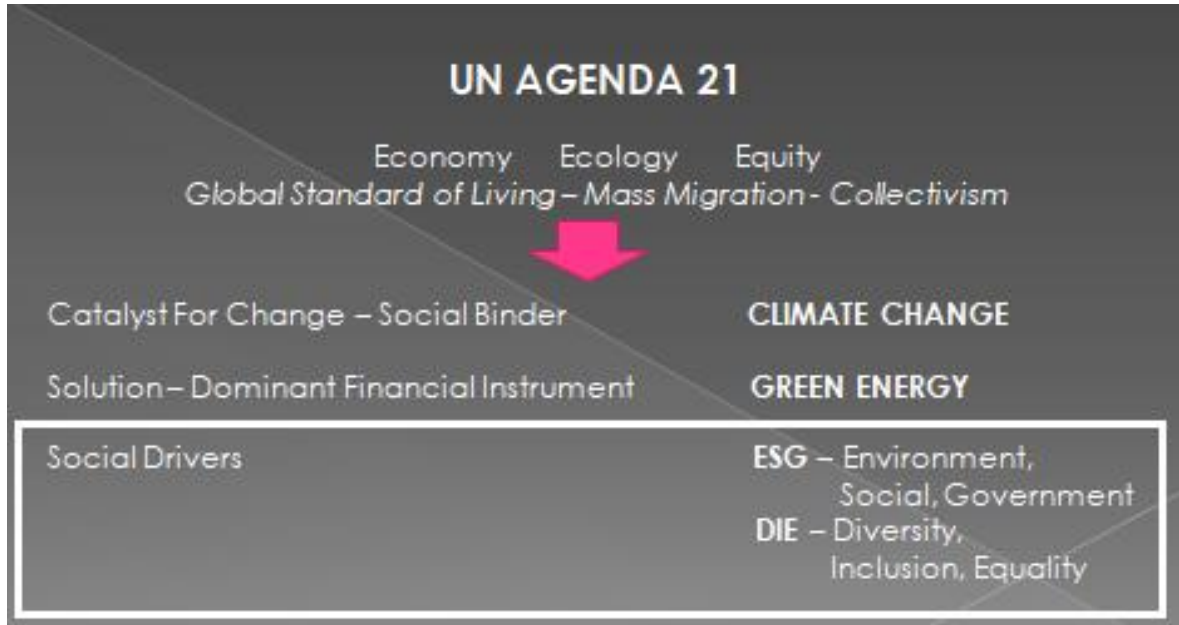 UN AGENDA 21
Economy Ecology Equity
Global Standard of Living – Mass Migration - Collectivism
Catalyst For Change – Social Binder CLIMATE CHANGE
Solution – Dominant Financial Instrument GREEN ENERGY
Social Drivers ESG – Environment,
Social, Government
DIE – Diversity,
Inclusion, Equality